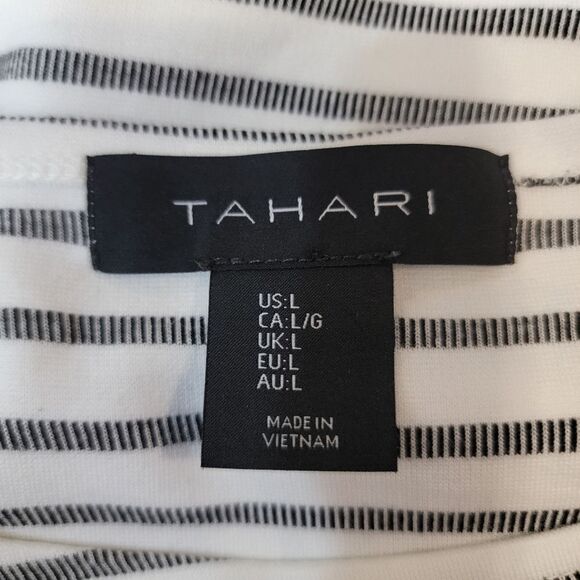 TAHARI
US:L
CA:L/G
UK:L
EU:L
AU:L
MADE IN
VIETNAM